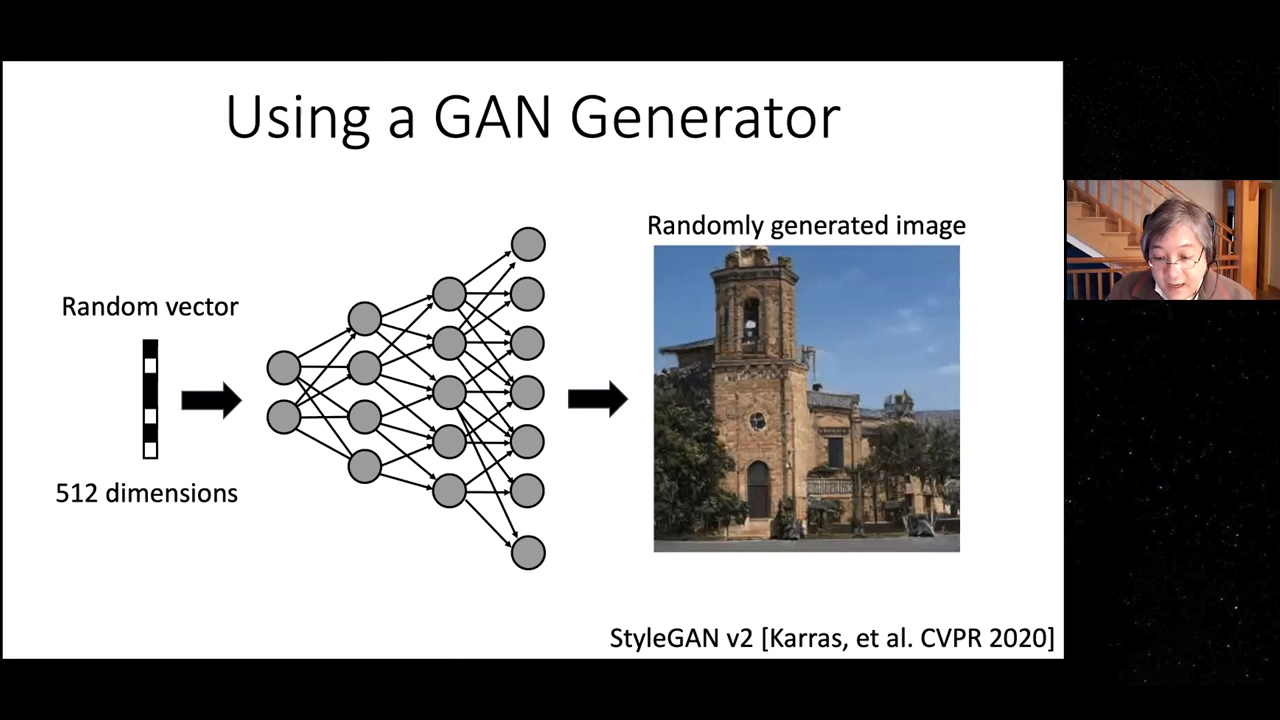 Using a GAN Generator
Random vector
512 dimensions
Randomly generated image
StyleGAN v2 [Karras, et al. CVPR 2020]